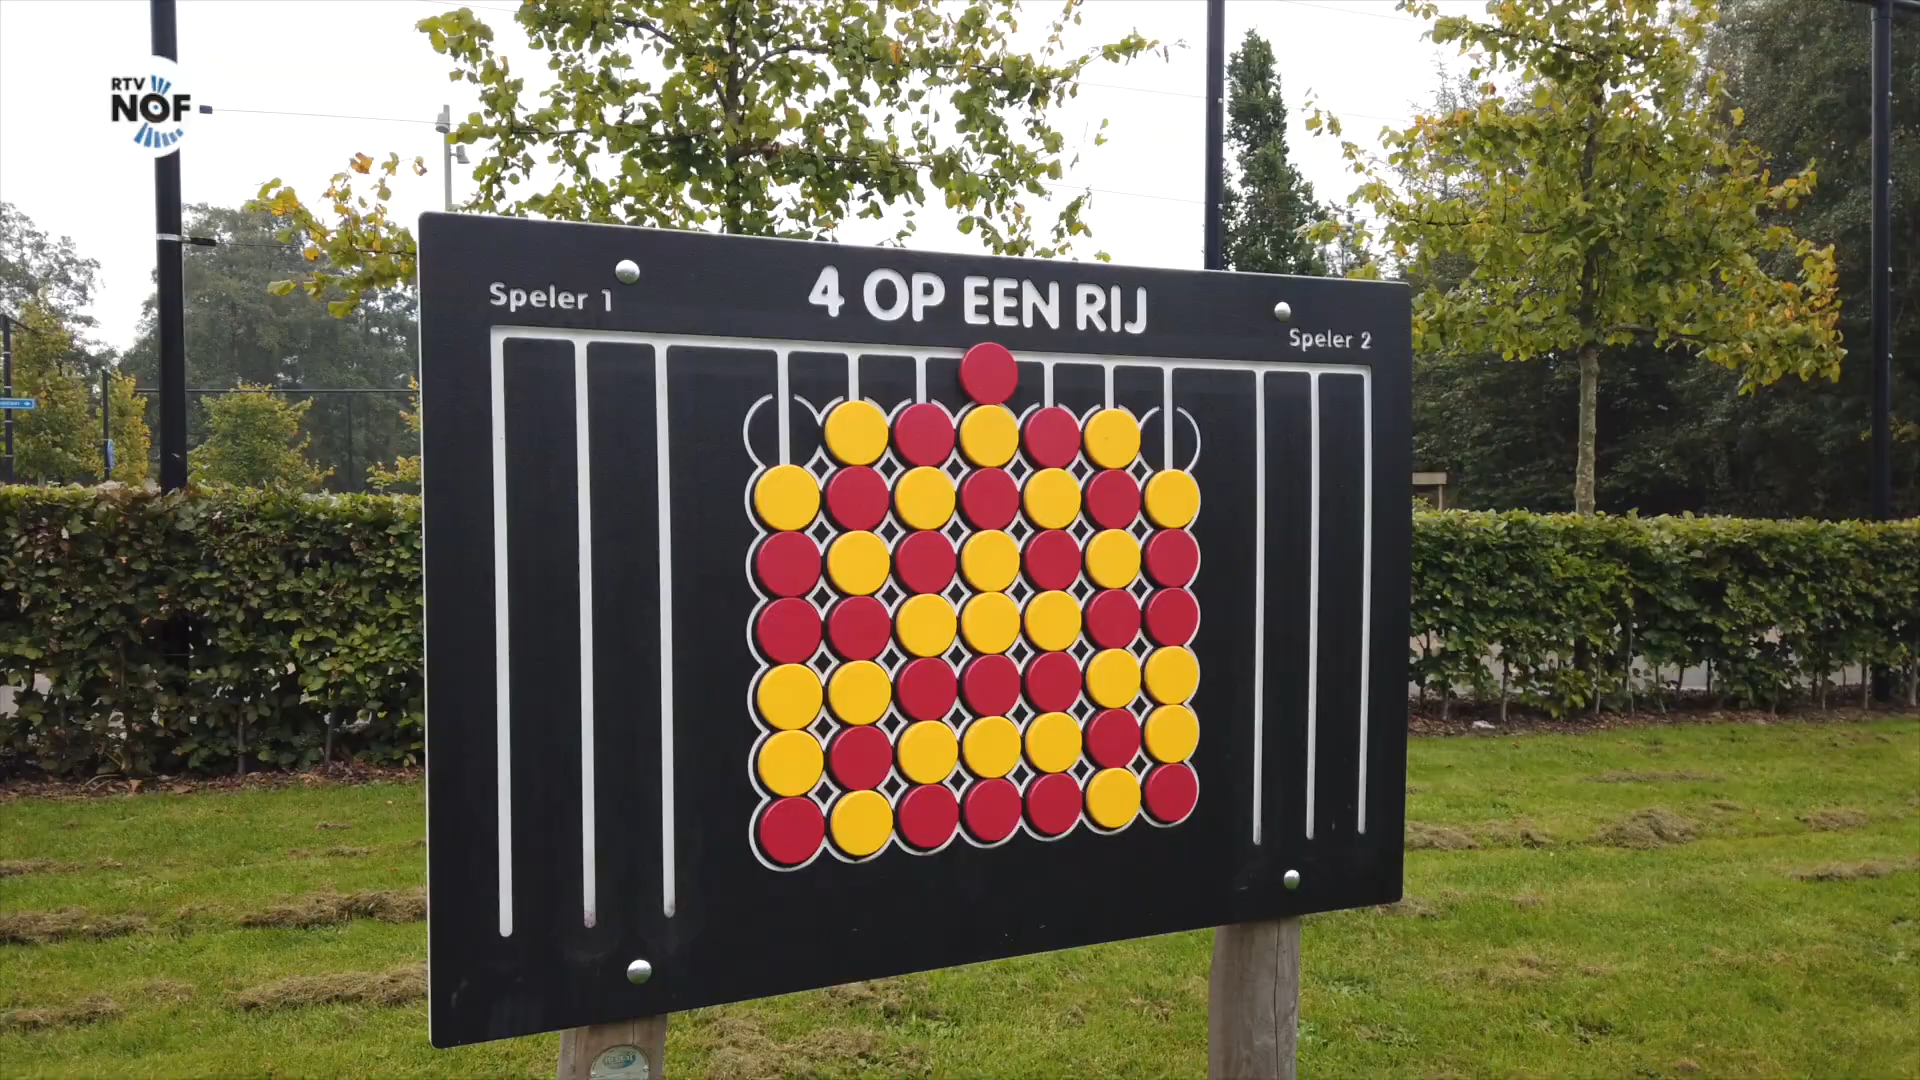 RTV
NOF
4 OP EEN RIJ
Speler 1
Speler 2